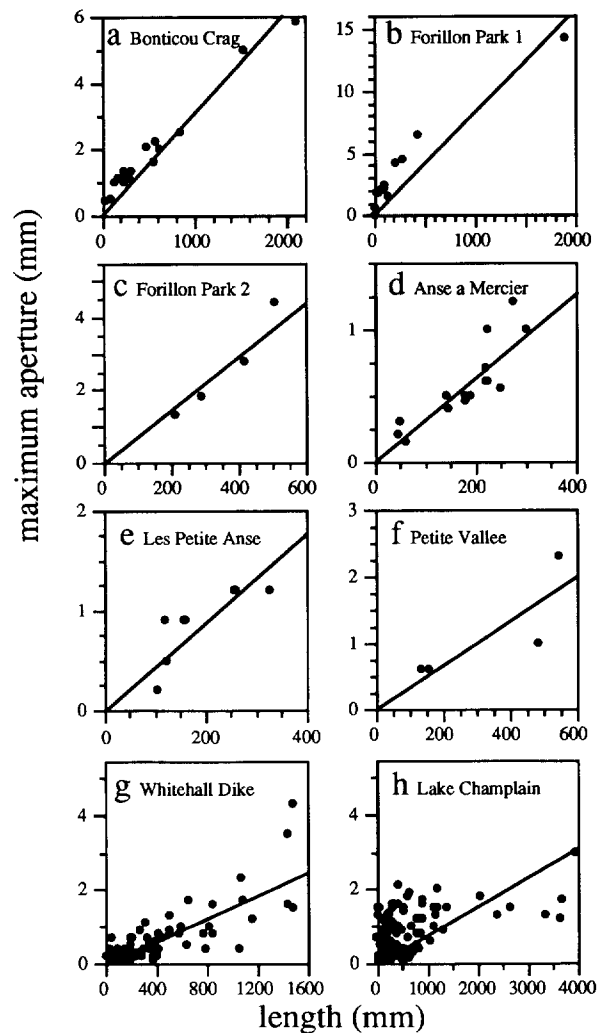 a Bonticou Crag
6
4
2
0
0 1000 2000
b Forillon Park 1
15
10
5
0
0 1000 2000
maximum aperture (mm)
c Forillon Park 2
4
2
0
0 200 400 600
d Anse a Mercier
1
0
0 200 400
e Les Petite Anse
2
1
0
0 200 400
f Petite Vallee
3
2
1
0
0 200 400 600
g Whitehall Dike
4
2
0
0 400 800 1200 1600
h Lake Champlain
4
2
0
0 1000 2000 3000 4000
length (mm)